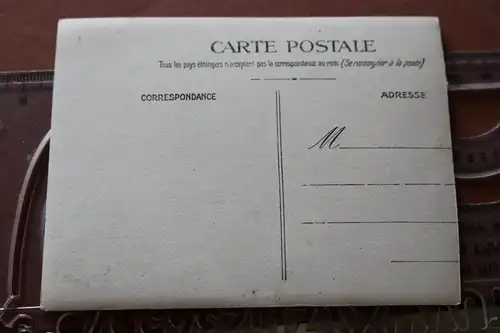 CARTE POSTALE
Tous les pays étrangers n'acceptent pas la correspondance au recto (Se renseigner à la poste)
CORRESPONDANCE
ADRESSE
M